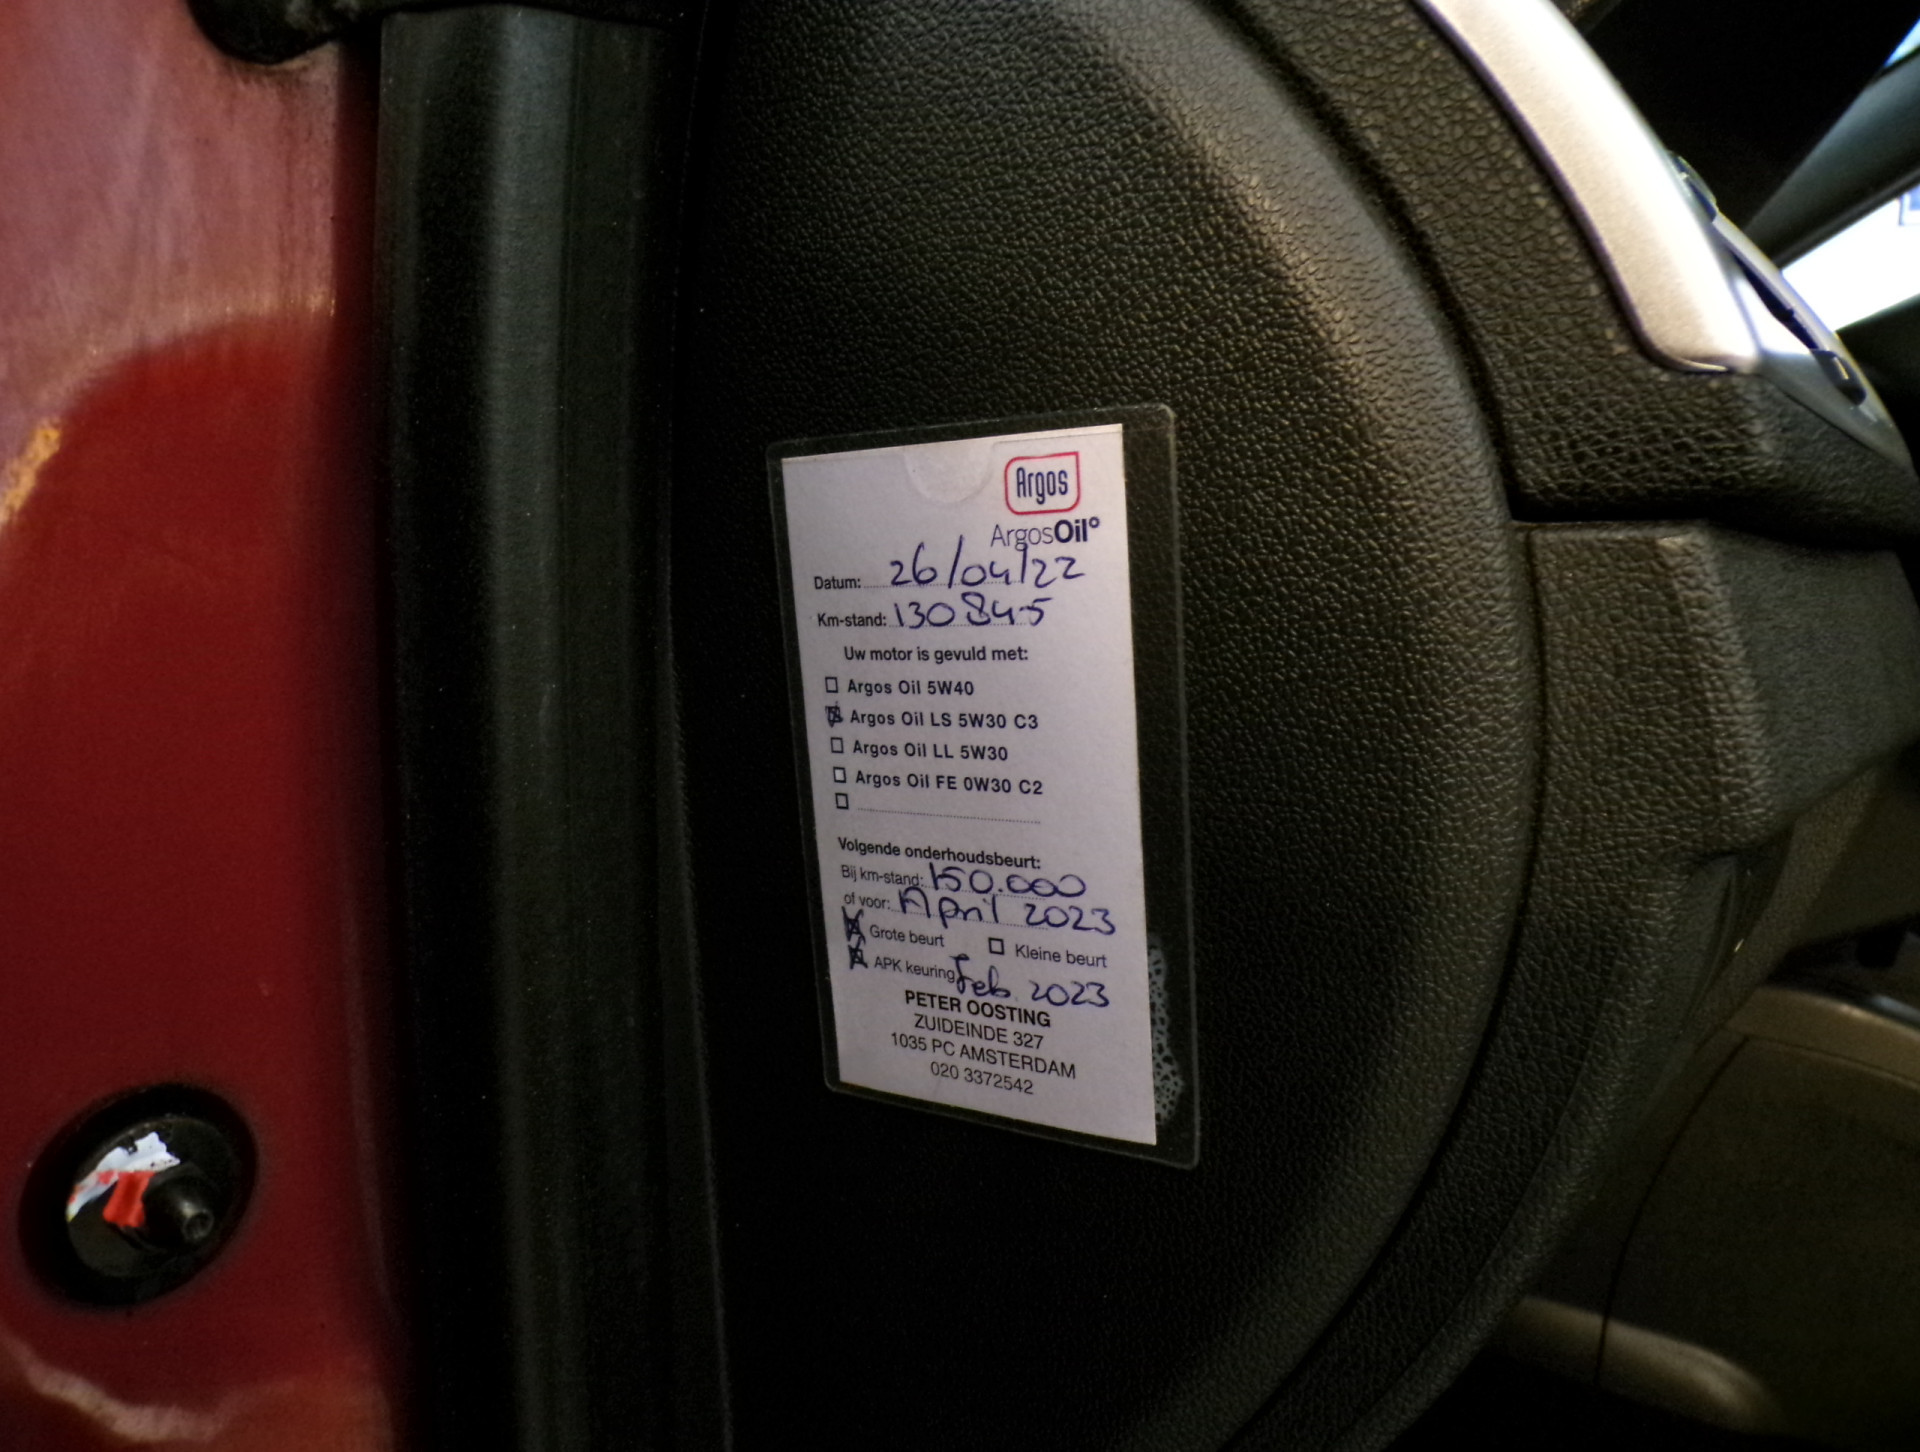 Argos
ArgosOil°
Datum: 26/04/22
Km-stand: 130845
Uw motor is gevuld met:
Argos Oil 5W40
Argos Oil LS 5W30 C3
Argos Oil LL 5W30
Argos Oil FE 0W30 C2
Volgende onderhoudsbeurt:
Bij km-stand: 150.000
of voor: April 2023
Grote beurt Kleine beurt
APK keuring Feb. 2023
PETER OOSTING
ZUIDEINDE 327
1035 PC AMSTERDAM
020 3372542